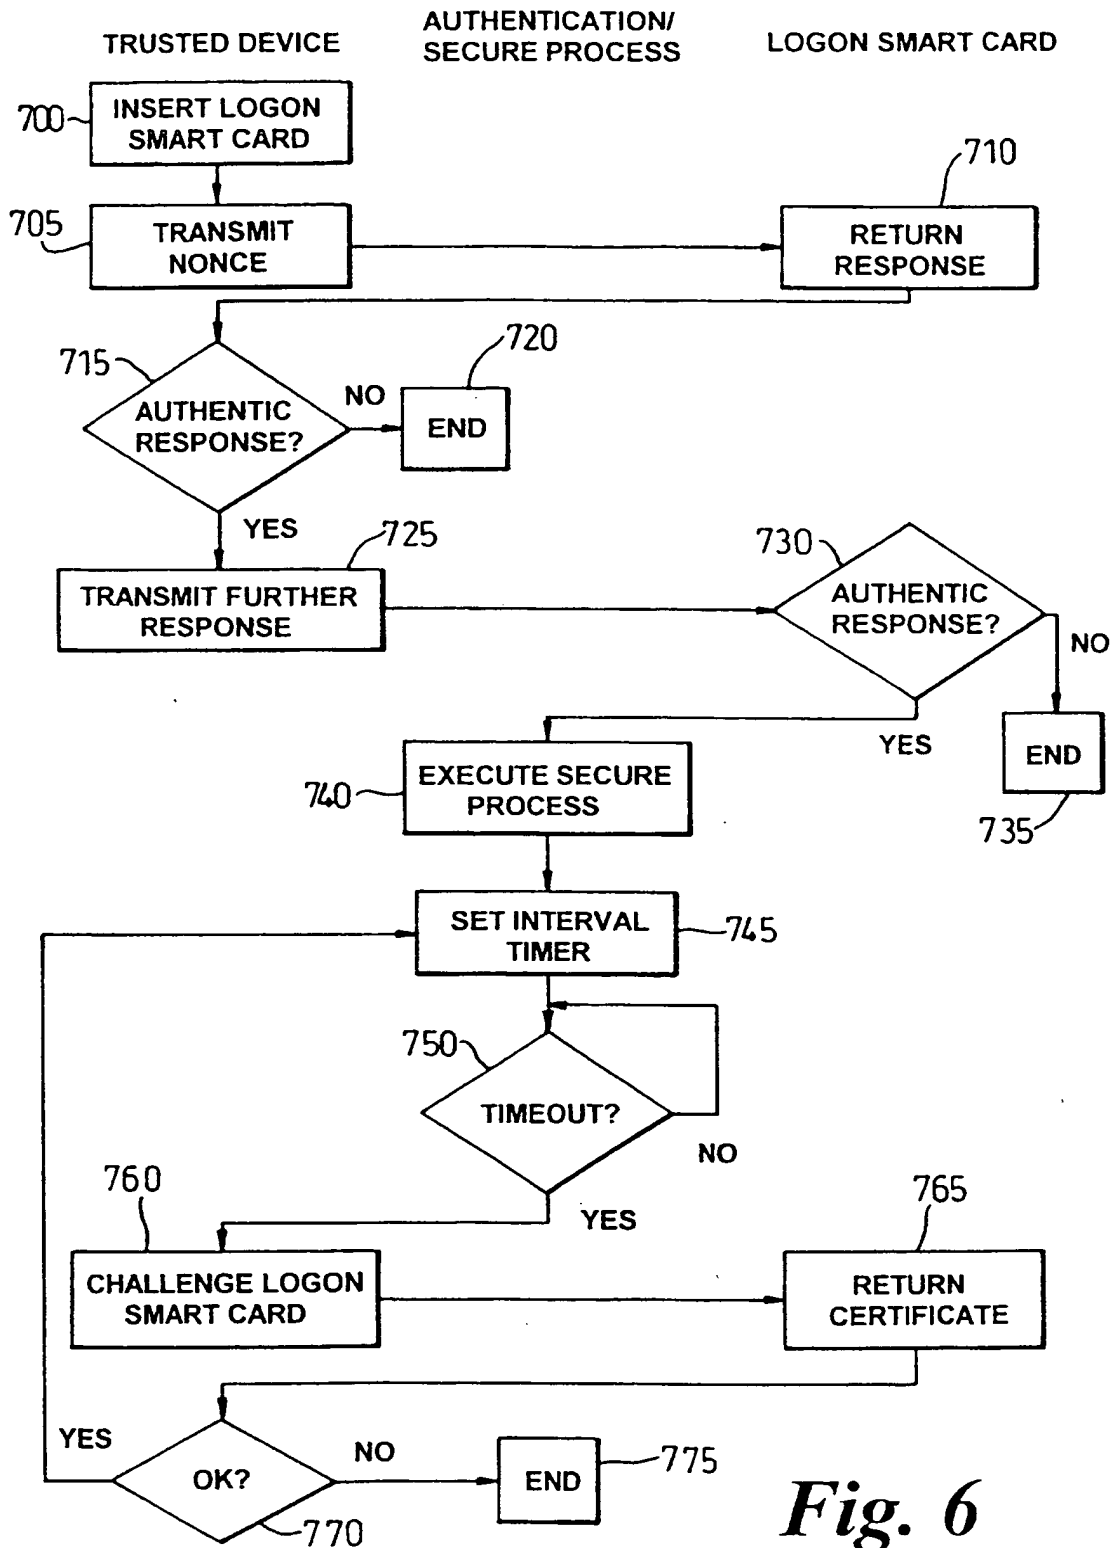 AUTHENTICATION/
SECURE PROCESS
TRUSTED DEVICE
LOGON SMART CARD
700
INSERT LOGON
SMART CARD
705
TRANSMIT
NONCE
710
RETURN
RESPONSE
715
AUTHENTIC
RESPONSE?
NO
720
END
YES
725
TRANSMIT FURTHER
RESPONSE
730
AUTHENTIC
RESPONSE?
NO
YES
END
735
740
EXECUTE SECURE
PROCESS
SET INTERVAL
TIMER
745
750
TIMEOUT?
NO
YES
760
CHALLENGE LOGON
SMART CARD
765
RETURN
CERTIFICATE
YES
OK?
770
NO
END
775
Fig. 6